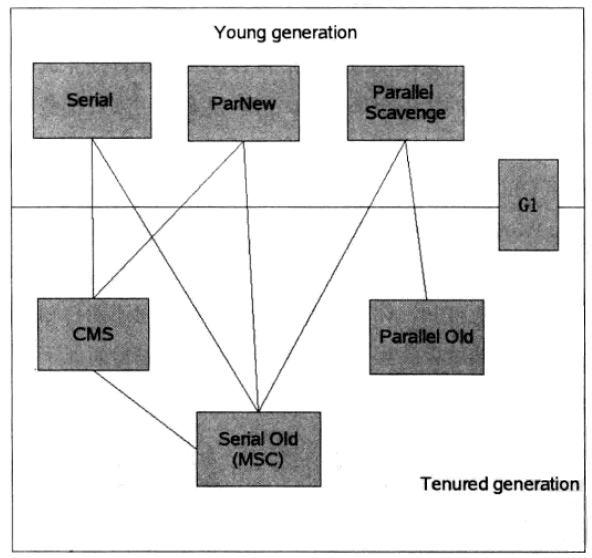 Young generation
Serial
ParNew
Parallel
Scavenge
G1
CMS
Parallel Old
Serial Old
(MSC)
Tenured generation